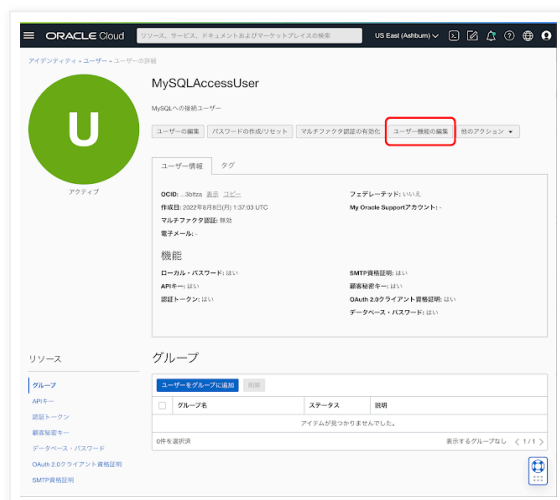 ORACLE Cloud
リソース、サービス、ドキュメントおよびマーケットプレイスの検索
US East (Ashburn)
アイデンティティ » ユーザー » ユーザーの詳細
MySQLAccessUser
MySQLへの接続ユーザー
U
アクティブ
ユーザーの編集 パスワードの作成/リセット マルチファクタ認証の有効化 ユーザー機能の編集 他のアクション
ユーザー情報 タグ
OCID: ...3bltza 表示 コピー
フェデレーテッド: いいえ
作成日: 2022年8月8日(月) 1:37:03 UTC
My Oracle Supportアカウント: -
マルチファクタ認証: 無効
電子メール: -
機能
ローカル・パスワード: はい
SMTP資格証明: はい
APIキー: はい
顧客秘密キー: はい
認証トークン: はい
OAuth 2.0クライアント資格証明: はい
データベース・パスワード: はい
リソース
グループ
APIキー
認証トークン
顧客秘密キー
データベース・パスワード
OAuth 2.0クライアント資格証明
SMTP資格証明
グループ
ユーザーをグループに追加 削除
グループ名 ステータス 説明
アイテムが見つかりませんでした。
0件を選択済
表示するグループなし < 1 / 1 >